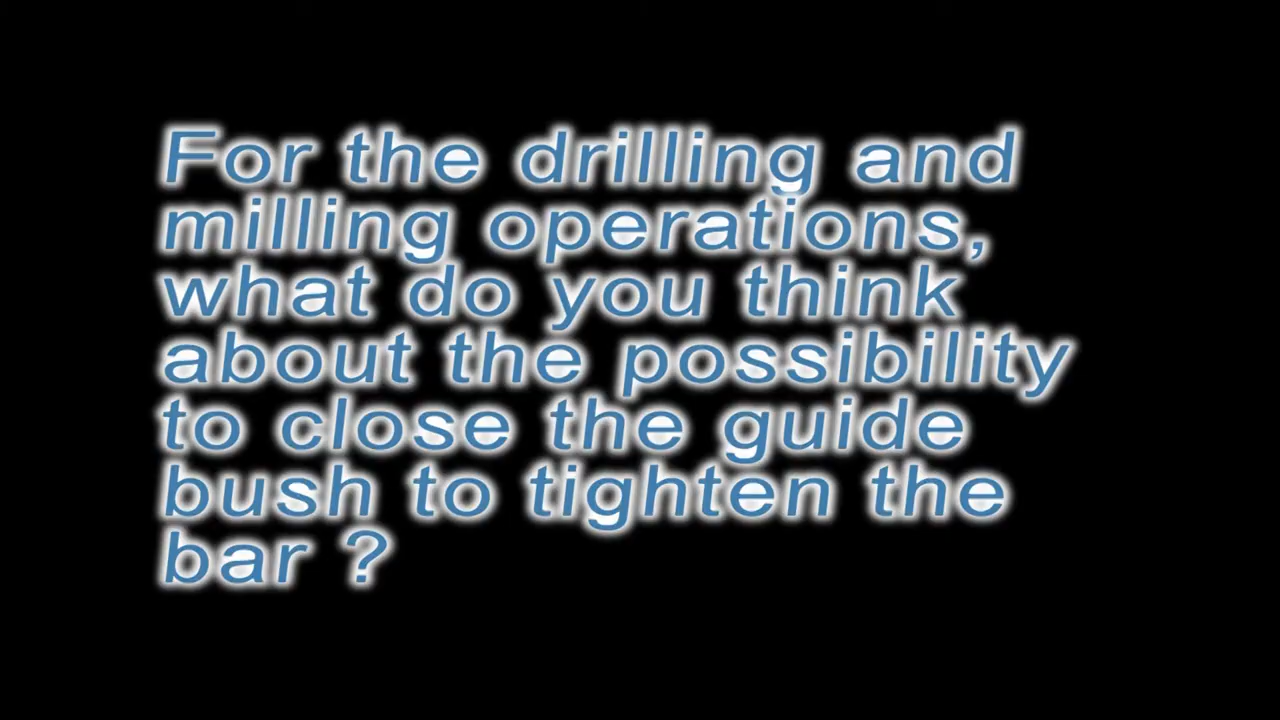 For the drilling and
milling operations,
what do you think
about the possibility
to close the guide
bush to tighten the
bar ?